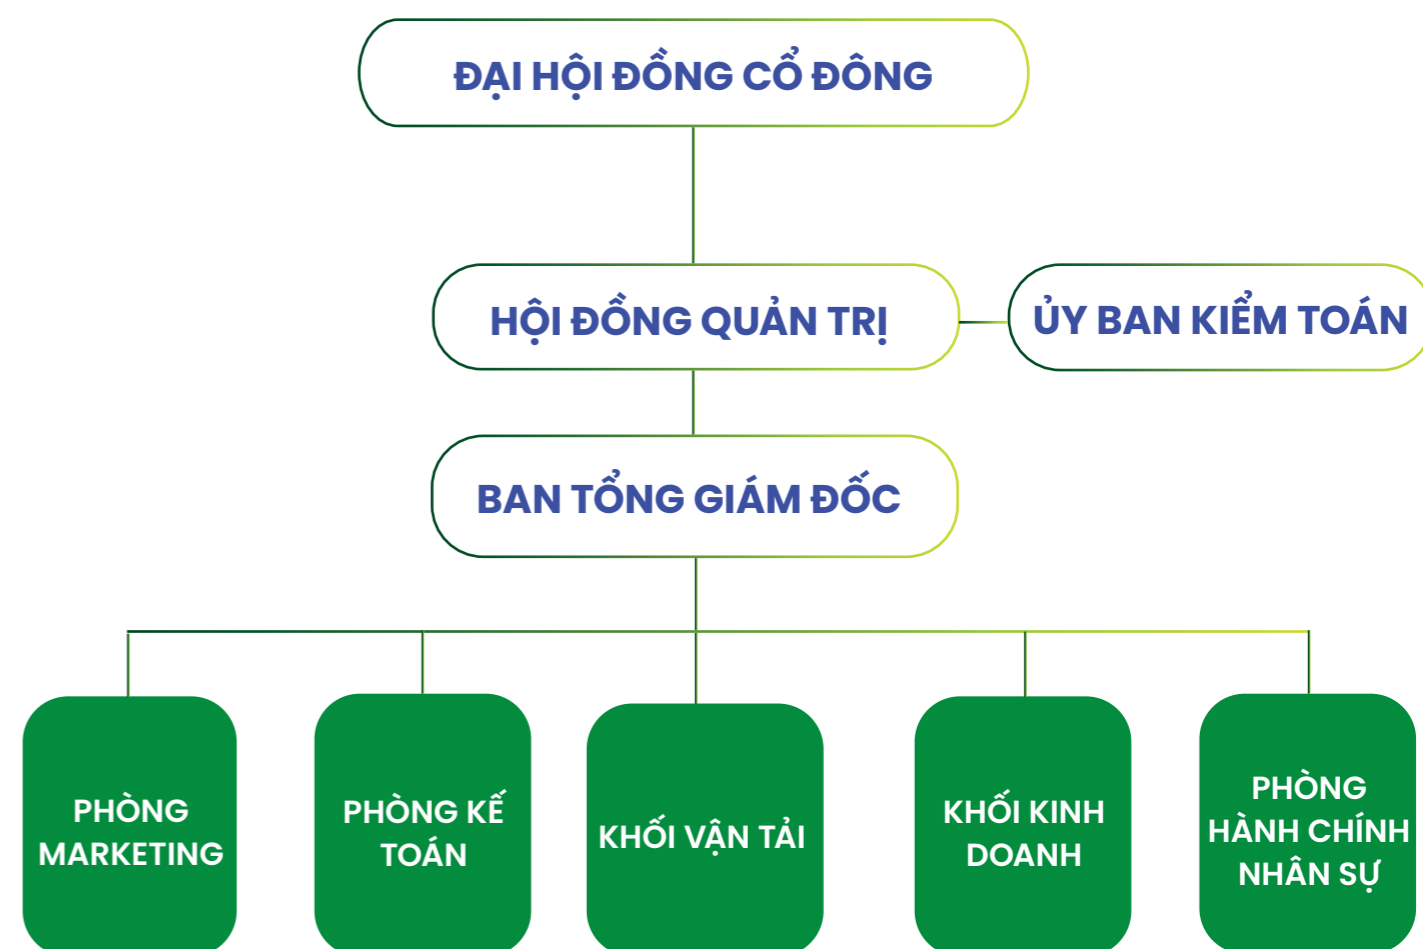 ĐẠI HỘI ĐỒNG CỔ ĐÔNG
HỘI ĐỒNG QUẢN TRỊ
ỦY BAN KIỂM TOÁN
BAN TỔNG GIÁM ĐỐC
PHÒNG
MARKETING
PHÒNG KẾ
TOÁN
KHỐI VẬN TẢI
KHỐI KINH
DOANH
PHÒNG
HÀNH CHÍNH
NHÂN SỰ